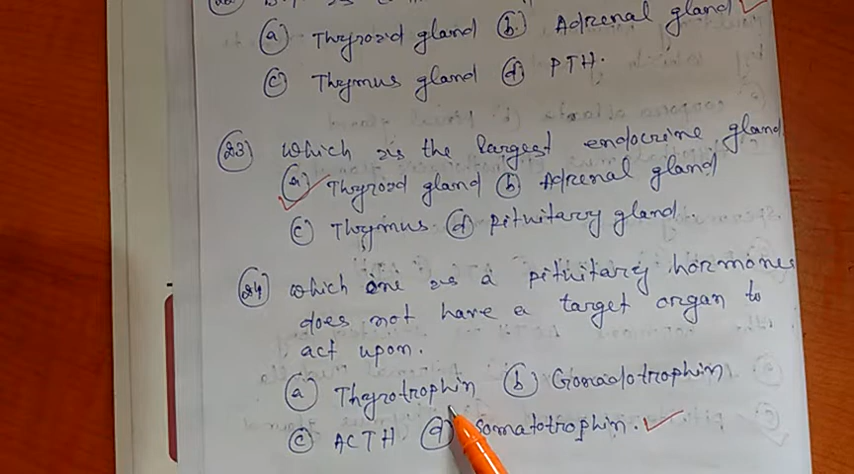 (a) Thyroid gland (b) Adrenal gland
(c) Thymus gland (d) PTH.
(23) which is the largest endocrine gland
(a) Thyroid gland (b) Adrenal gland
(c) Thymus (d) pituitary gland.
(24) which one is a pituitary hormones
does not have a target organ to
act upon.
(a) Thyrotrophin (b) Gonadotrophin
(c) ACTH (d) Somatotrophin.